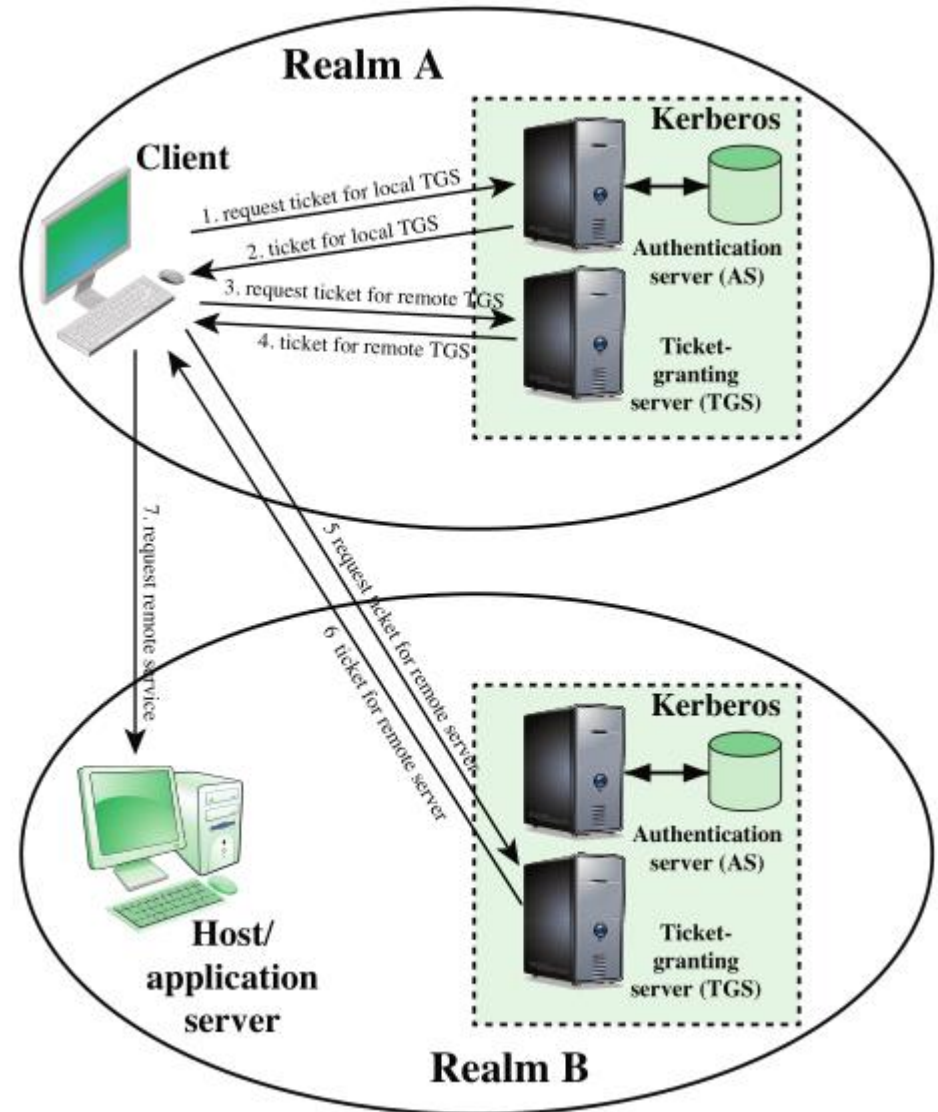 Realm A
Client
Kerberos
1. request ticket for local TGS
2. ticket for local TGS
3. request ticket for remote TGS
4. ticket for remote TGS
Authentication
server (AS)
Ticket-
granting
server (TGS)
5 request ticket for remote server
6 ticket for remote server
7. request remote service
Kerberos
Authentication
server (AS)
Ticket-
granting
server (TGS)
Host/
application
server
Realm B